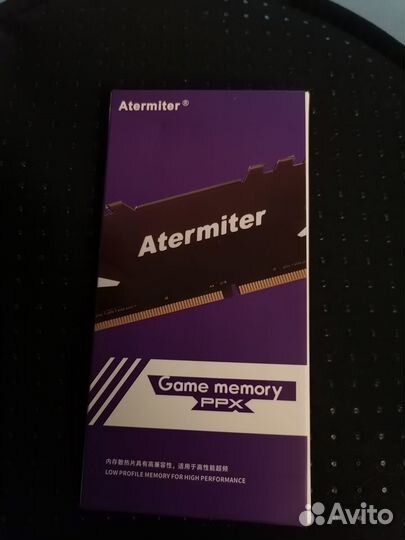 Atermiter®
Atermiter
Game memory
PPX
内存散热片具有高兼容性，适用于高性能超频
LOW PROFILE MEMORY FOR HIGH PERFORMANCE
Avito